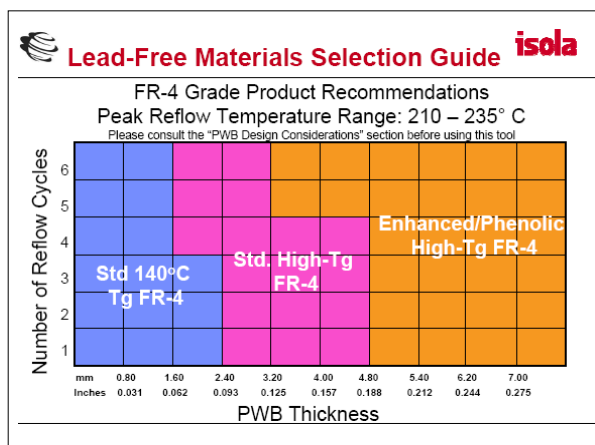 Lead-Free Materials Selection Guide
isola
FR-4 Grade Product Recommendations
Peak Reflow Temperature Range: 210 – 235° C
Please consult the "PWB Design Considerations" section before using this tool
Number of Reflow Cycles
6
5
4
3
2
1
Std 140°C
Tg FR-4
Std. High-Tg
FR-4
Enhanced/Phenolic
High-Tg FR-4
mm 0.80 1.60 2.40 3.20 4.00 4.80 5.40 6.20 7.00
Inches 0.031 0.062 0.093 0.125 0.157 0.188 0.212 0.244 0.275
PWB Thickness